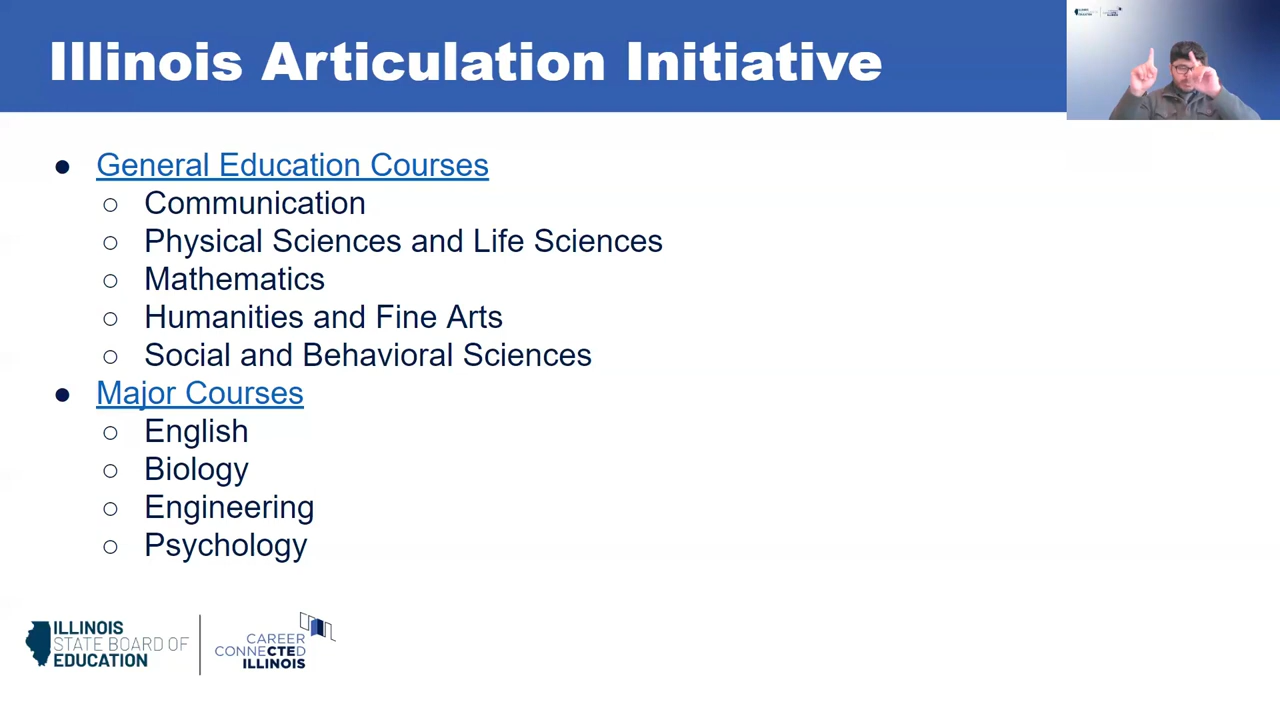 Illinois Articulation Initiative
● General Education Courses
○ Communication
○ Physical Sciences and Life Sciences
○ Mathematics
○ Humanities and Fine Arts
○ Social and Behavioral Sciences
● Major Courses
○ English
○ Biology
○ Engineering
○ Psychology
ILLINOIS
STATE BOARD OF
EDUCATION
CAREER
CONNECTED
ILLINOIS